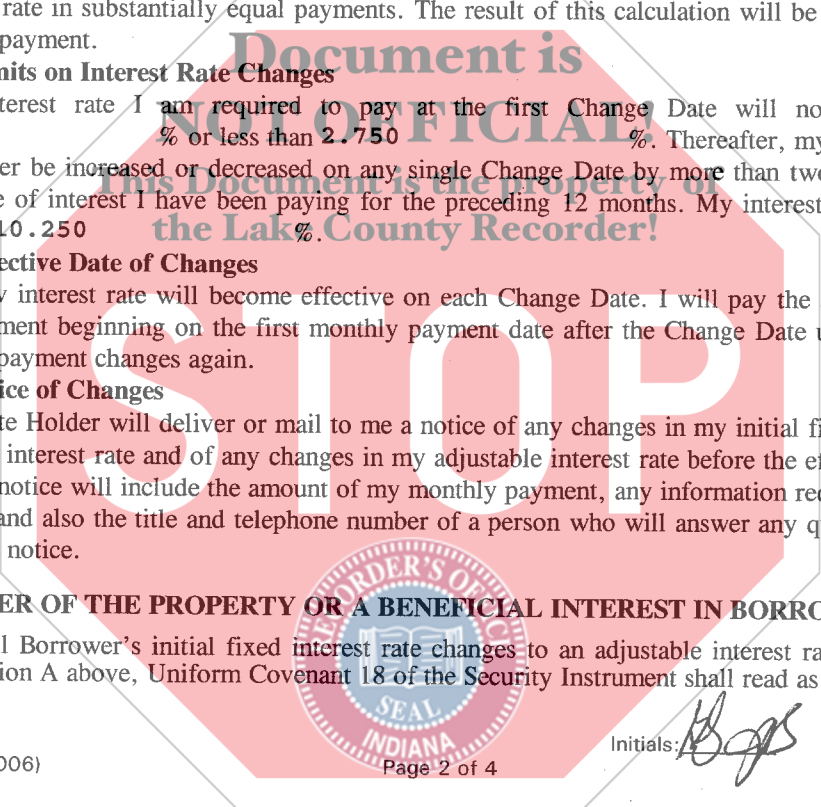 rate in substantially equal payments. The result of this calculation will be
payment.
Document is
nits on Interest Rate Changes
terest rate I am required to pay at the first Change Date will no
NOT OFFICIAL!
% or less than 2.750 %. Thereafter, my
er be increased or decreased on any single Change Date by more than two
This Document is the property of
e of interest I have been paying for the preceding 12 months. My interest
the Lake County Recorder!
10.250 %.
ective Date of Changes
interest rate will become effective on each Change Date. I will pay the
ment beginning on the first monthly payment date after the Change Date u
payment changes again.
STOP
ice of Changes
te Holder will deliver or mail to me a notice of any changes in my initial fi
interest rate and of any changes in my adjustable interest rate before the ef
notice will include the amount of my monthly payment, any information rec
and also the title and telephone number of a person who will answer any q
notice.
RECORDER'S OFFICE
ER OF THE PROPERTY OR A BENEFICIAL INTEREST IN BORRO
l Borrower's initial fixed interest rate changes to an adjustable interest ra
ion A above, Uniform Covenant 18 of the Security Instrument shall read as
SEAL
INDIANA
Initials:
006)
Page 2 of 4